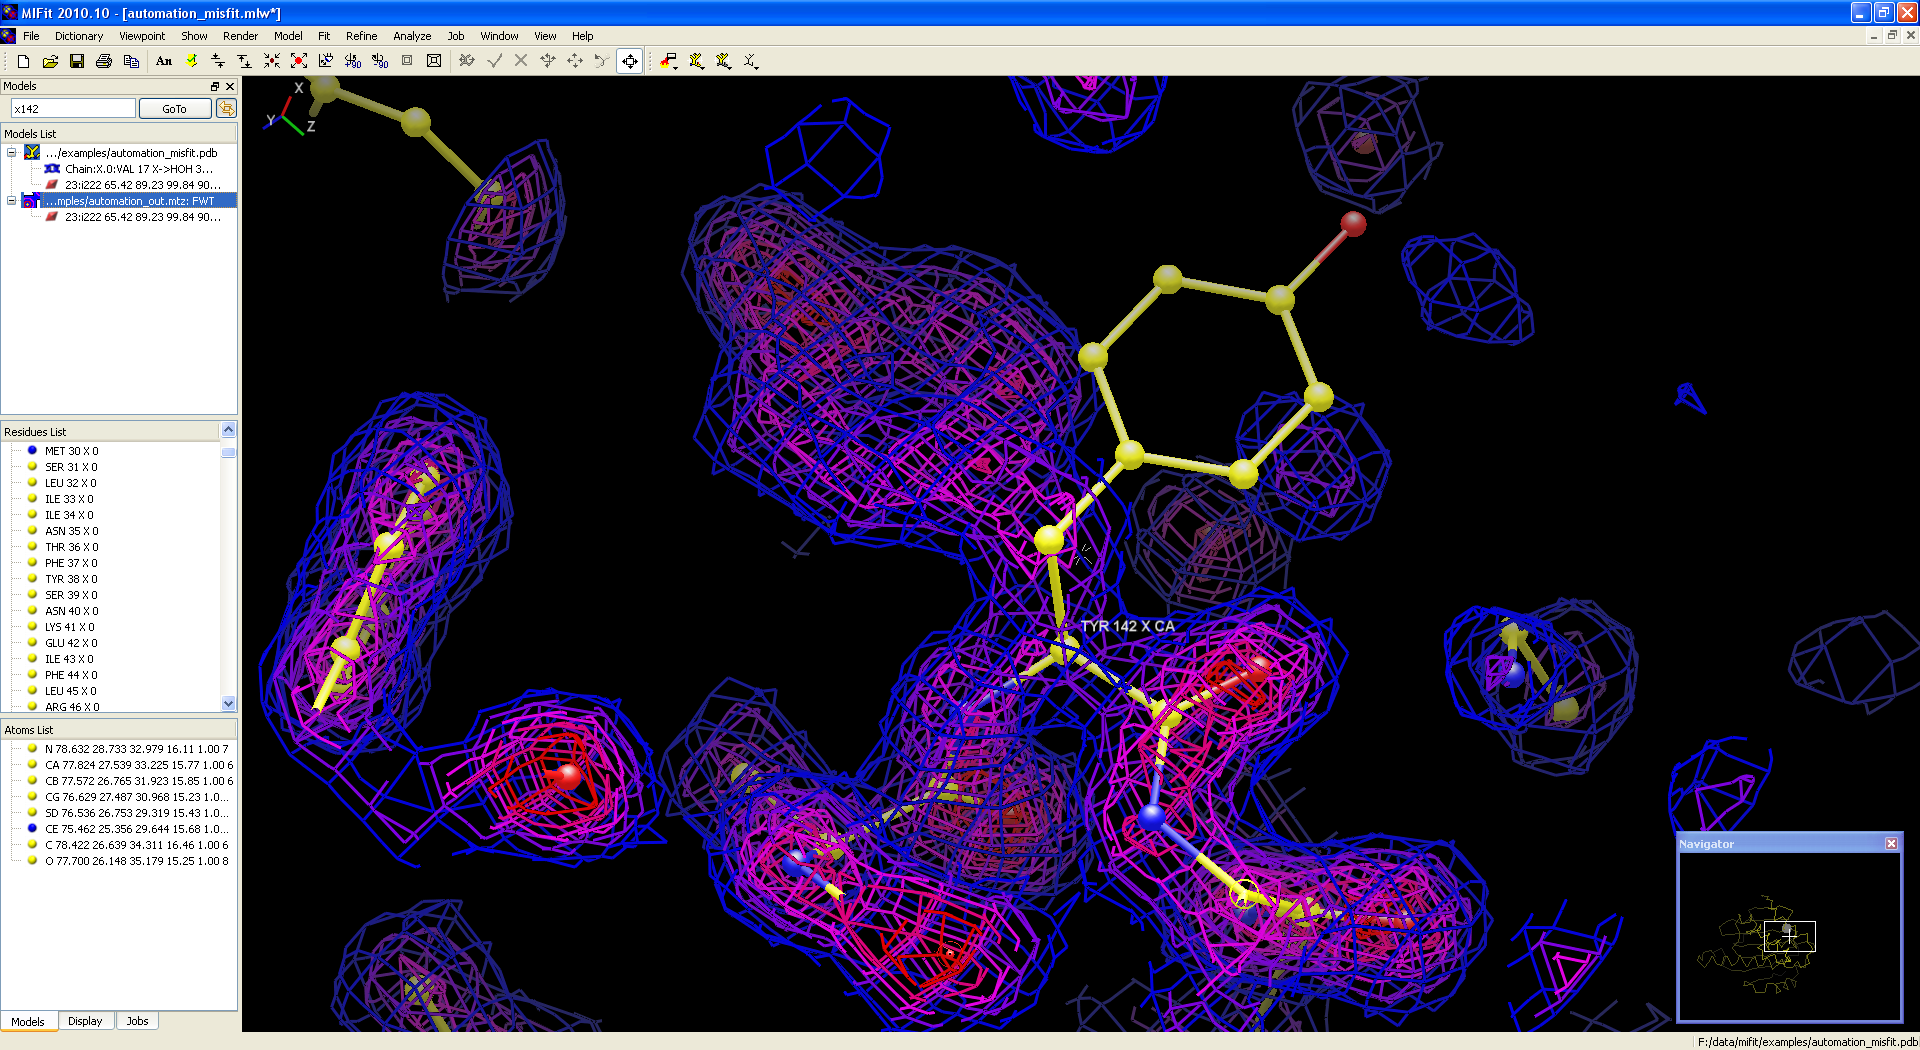 MIFit 2010.10 - [automation_misfit.mlw*]
File Dictionary Viewpoint Show Render Model Fit Refine Analyze Job Window View Help
An
Models
x142 GoTo
Models List
.../examples/automation_misfit.pdb
Chain:X.0:VAL 17 X->HOH 3...
23:i222 65.42 89.23 99.84 90...
...mples/automation_out.mtz: FWT
23:i222 65.42 89.23 99.84 90...
Residues List
MET 30 X 0
SER 31 X 0
LEU 32 X 0
ILE 33 X 0
ILE 34 X 0
ASN 35 X 0
THR 36 X 0
PHE 37 X 0
TYR 38 X 0
SER 39 X 0
ASN 40 X 0
LYS 41 X 0
GLU 42 X 0
ILE 43 X 0
PHE 44 X 0
LEU 45 X 0
ARG 46 X 0
Atoms List
N 78.632 28.733 32.979 16.11 1.00 7
CA 77.824 27.539 33.225 15.77 1.00 6
CB 77.572 26.765 31.923 15.85 1.00 6
CG 76.629 27.487 30.968 15.23 1.0...
SD 76.536 26.753 29.319 15.43 1.0...
CE 75.462 25.356 29.644 15.68 1.0...
C 78.422 26.639 34.311 16.46 1.00 6
O 77.700 26.148 35.179 15.25 1.00 8
Models Display Jobs
X
Y
Z
TYR 142 X CA
Navigator
F:/data/mifit/examples/automation_misfit.pdb